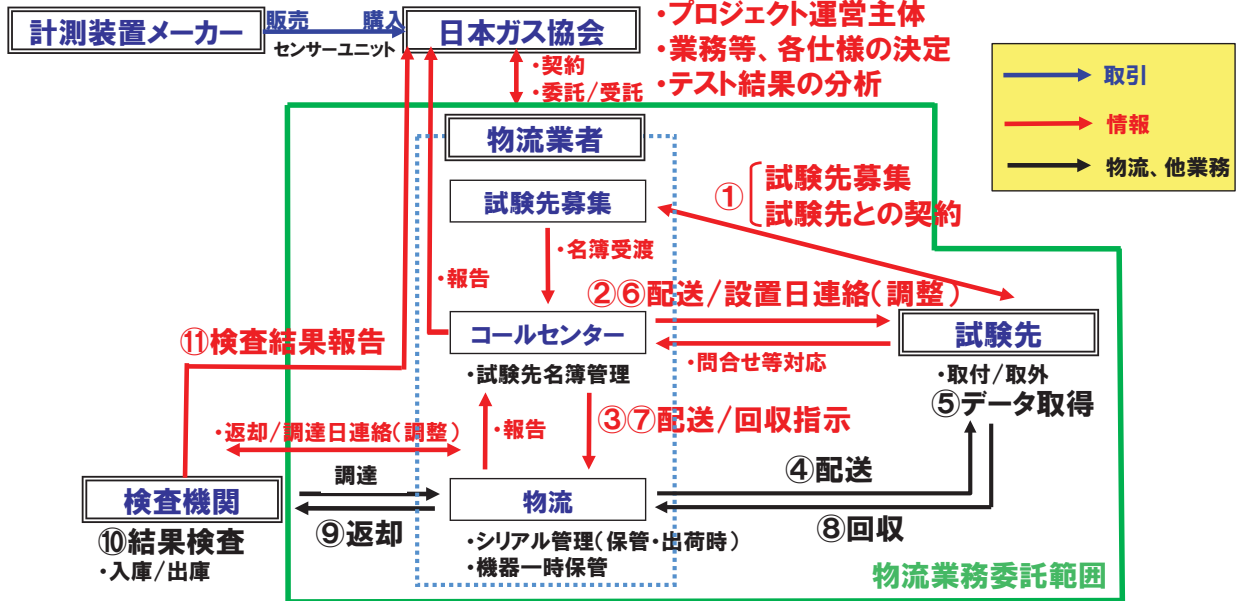 計測装置メーカー
販売 購入
センサーユニット
日本ガス協会
・プロジェクト運営主体
・業務等、各仕様の決定
・テスト結果の分析
・契約
・委託/受託
取引
情報
物流、他業務
物流業者
試験先募集
①試験先募集
試験先との契約
・名簿受渡
・報告
②⑥配送/設置日連絡(調整)
コールセンター
・試験先名簿管理
試験先
・問合せ等対応
・取付/取外
⑤データ取得
⑪検査結果報告
③⑦配送/回収指示
・報告
・返却/調達日連絡(調整)
調達
④配送
検査機関
物流
⑨返却
⑧回収
⑩結果検査
・入庫/出庫
・シリアル管理(保管・出荷時)
・機器一時保管
物流業務委託範囲